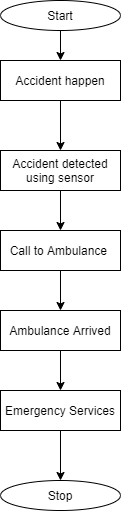 Start
Accident happen
Accident detected
using sensor
Call to Ambulance
Ambulance Arrived
Emergency Services
Stop